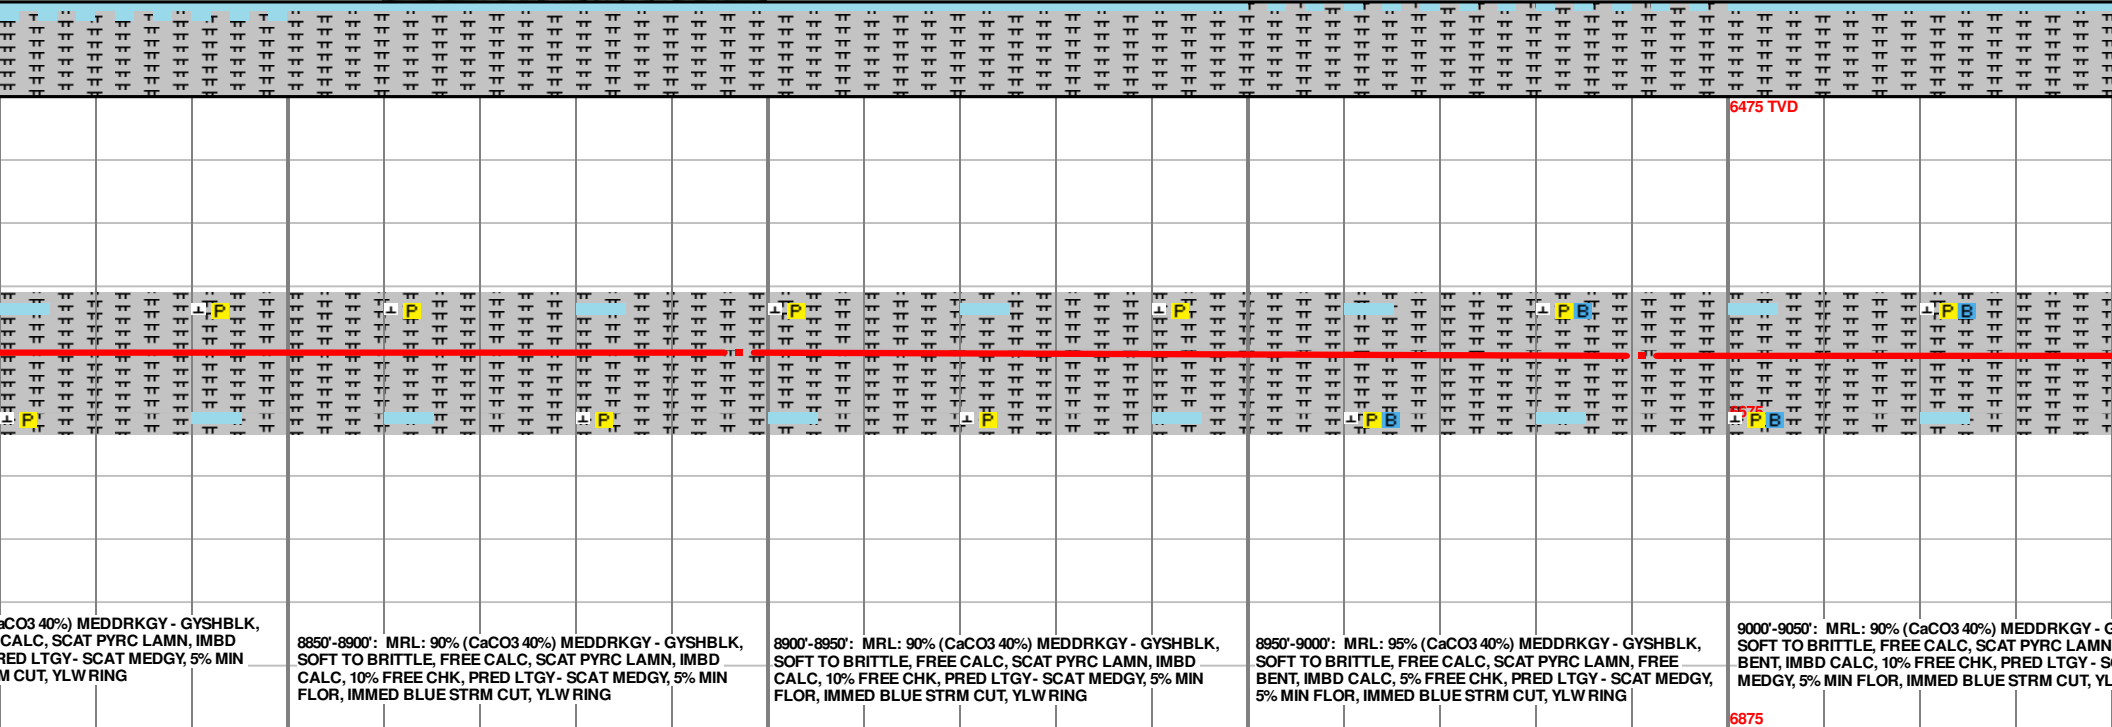 6475 TVD
P
P
P
P
P B
P B
P
P
P
P B
6575
P B
aCO3 40%) MEDDRKGY - GYSHBLK,
CALC, SCAT PYRC LAMN, IMBD
RED LTGY - SCAT MEDGY, 5% MIN
M CUT, YLW RING
8850'-8900': MRL: 90% (CaCO3 40%) MEDDRKGY - GYSHBLK,
SOFT TO BRITTLE, FREE CALC, SCAT PYRC LAMN, IMBD
CALC, 10% FREE CHK, PRED LTGY - SCAT MEDGY, 5% MIN
FLOR, IMMED BLUE STRM CUT, YLW RING
8900'-8950': MRL: 90% (CaCO3 40%) MEDDRKGY - GYSHBLK,
SOFT TO BRITTLE, FREE CALC, SCAT PYRC LAMN, IMBD
CALC, 10% FREE CHK, PRED LTGY - SCAT MEDGY, 5% MIN
FLOR, IMMED BLUE STRM CUT, YLW RING
8950'-9000': MRL: 95% (CaCO3 40%) MEDDRKGY - GYSHBLK,
SOFT TO BRITTLE, FREE CALC, SCAT PYRC LAMN, FREE
BENT, IMBD CALC, 5% FREE CHK, PRED LTGY - SCAT MEDGY,
5% MIN FLOR, IMMED BLUE STRM CUT, YLW RING
9000'-9050': MRL: 90% (CaCO3 40%) MEDDRKGY - G
SOFT TO BRITTLE, FREE CALC, SCAT PYRC LAMN
BENT, IMBD CALC, 10% FREE CHK, PRED LTGY - S
MEDGY, 5% MIN FLOR, IMMED BLUE STRM CUT, YL
6875